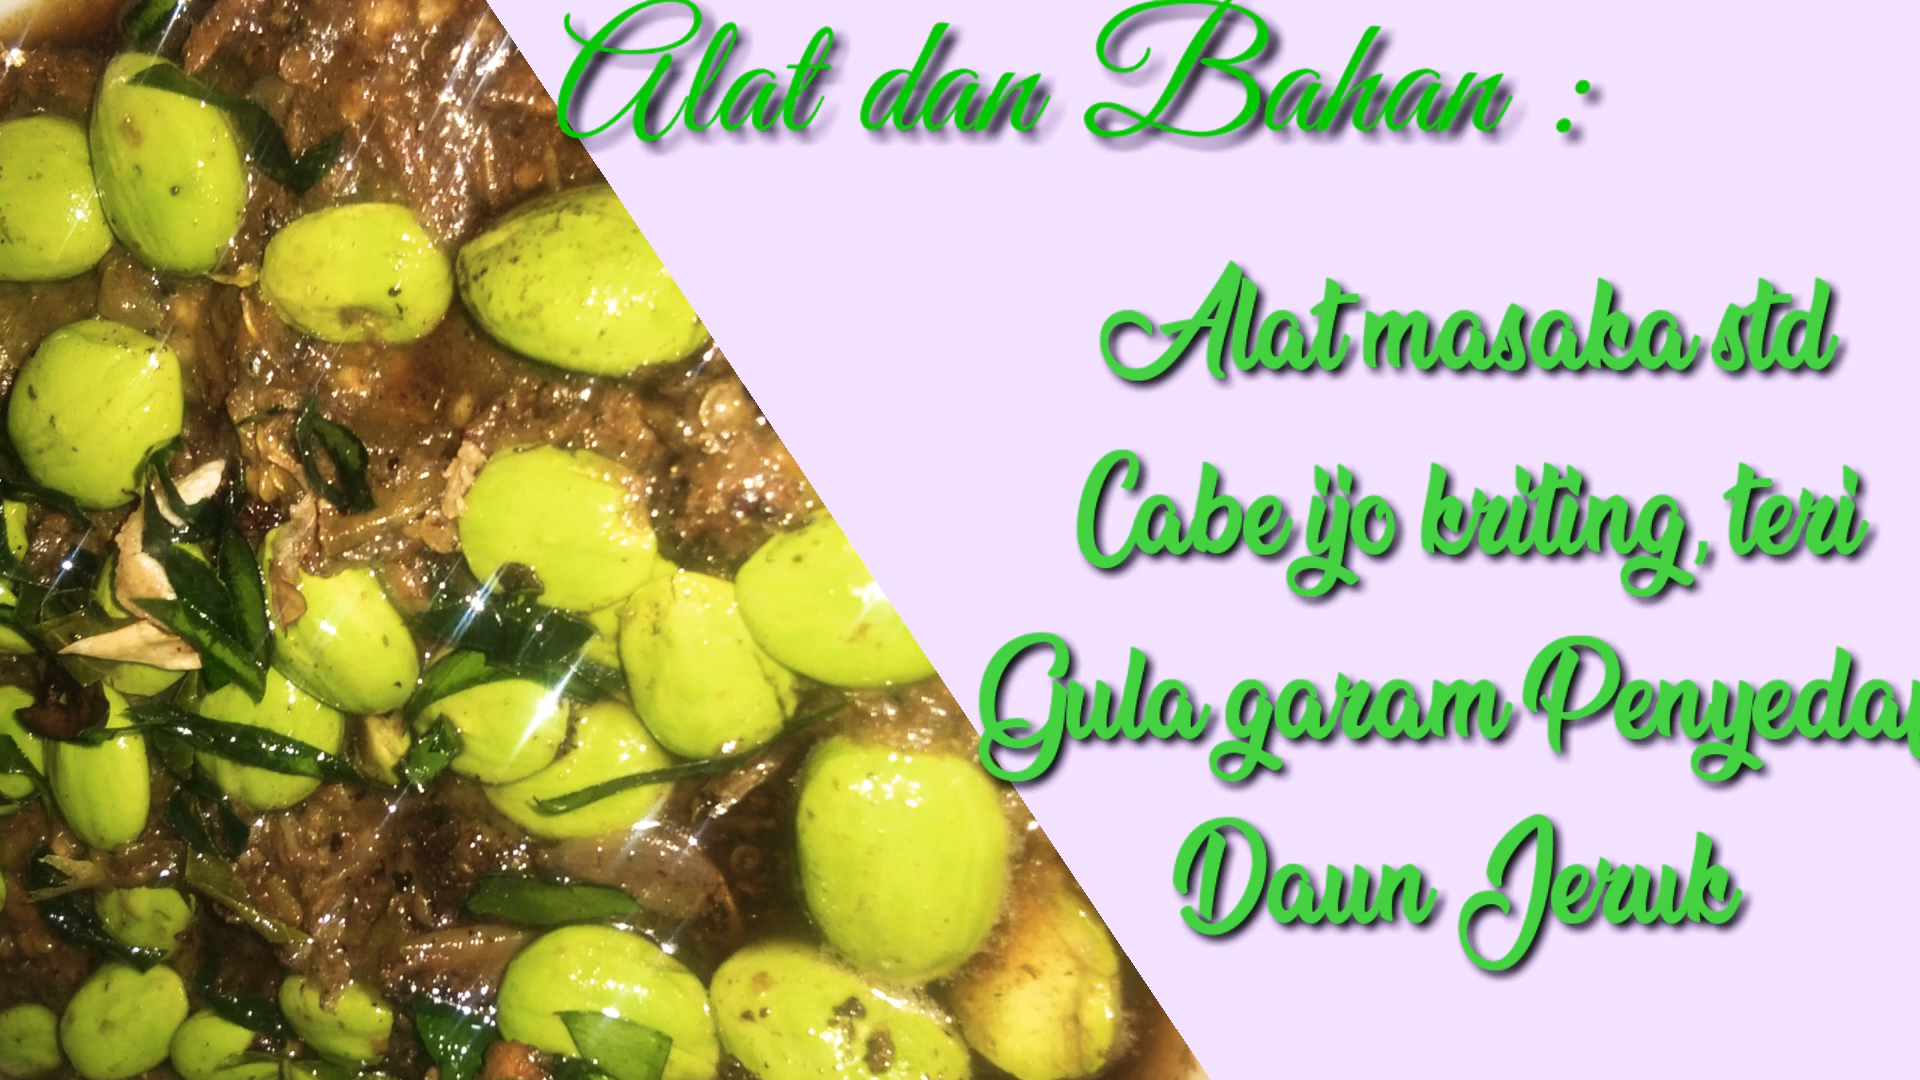 Alat dan Bahan :
Alat masaka std
Cabe ijo kriting, teri
Gula garam Penyedap
Daun Jeruk